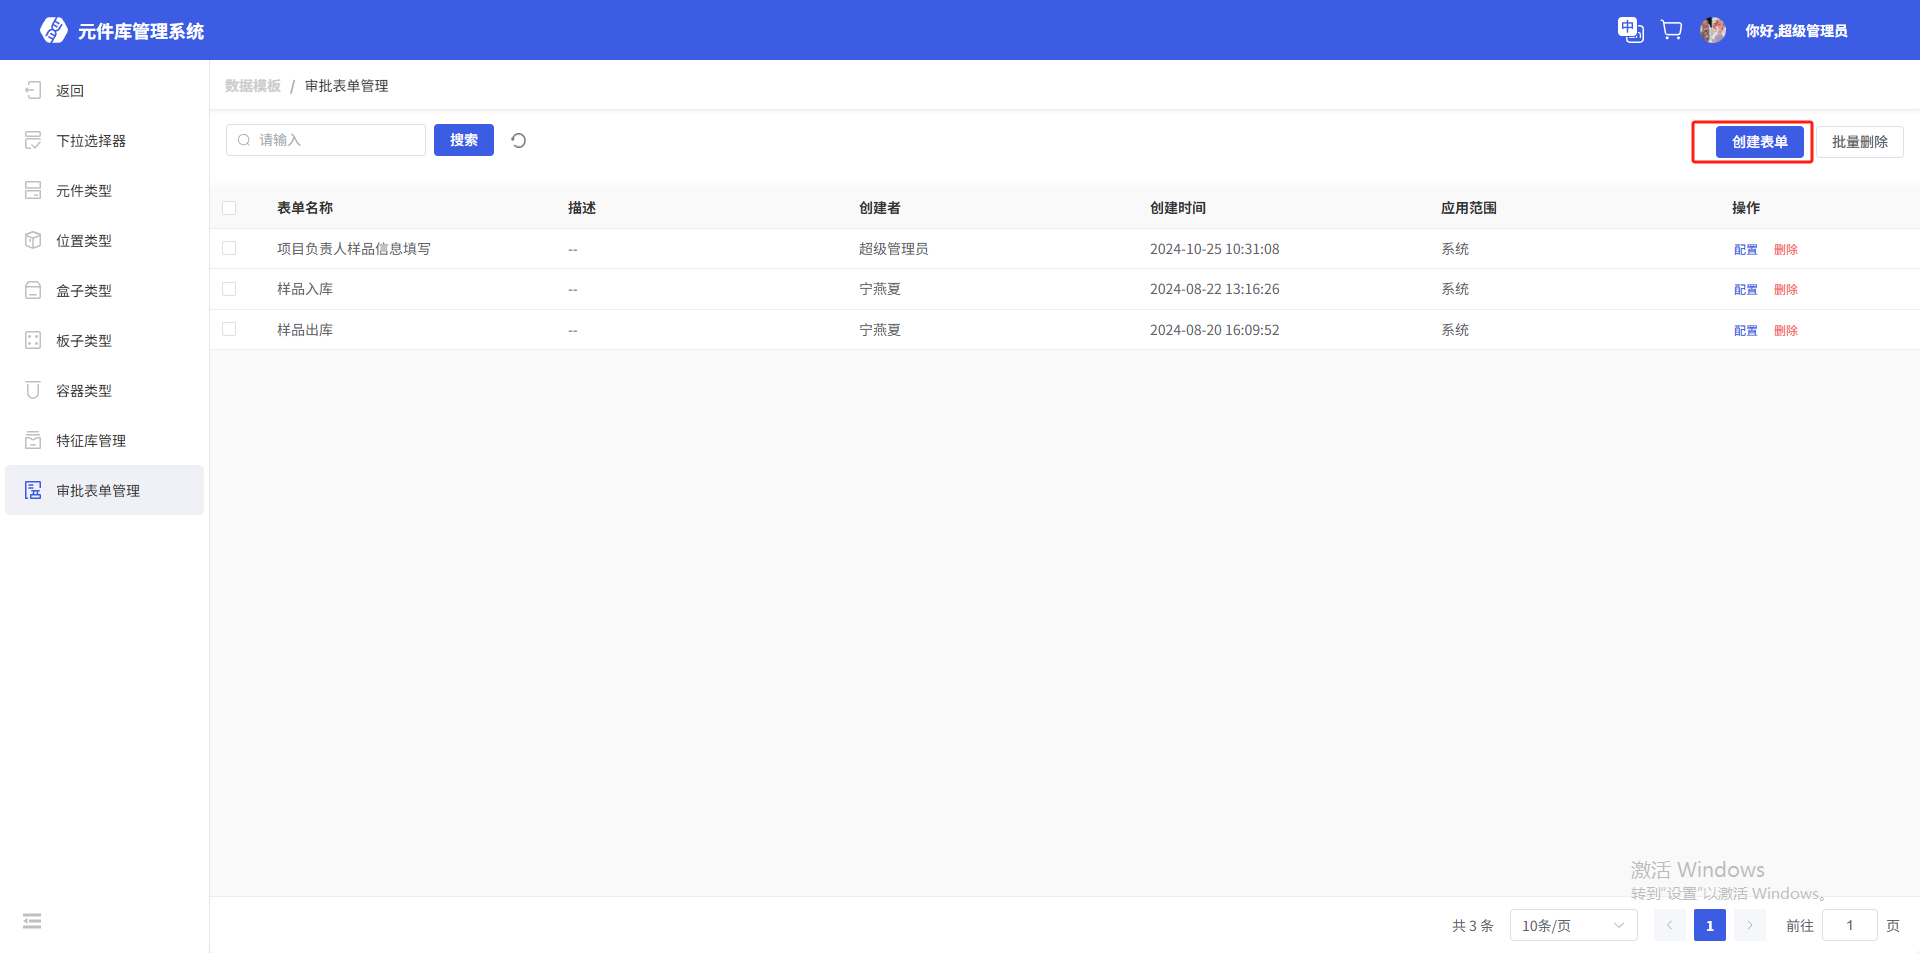 元件库管理系统
中
你好,超级管理员
返回
下拉选择器
元件类型
位置类型
盒子类型
板子类型
容器类型
特征库管理
审批表单管理
数据模板 / 审批表单管理
请输入 搜索
创建表单 批量删除
表单名称 描述 创建者 创建时间 应用范围 操作
项目负责人样品信息填写 -- 超级管理员 2024-10-25 10:31:08 系统 配置 删除
样品入库 -- 宁燕夏 2024-08-22 13:16:26 系统 配置 删除
样品出库 -- 宁燕夏 2024-08-20 16:09:52 系统 配置 删除
激活 Windows
转到“设置”以激活 Windows。
共 3 条 10条/页 1 前往 1 页